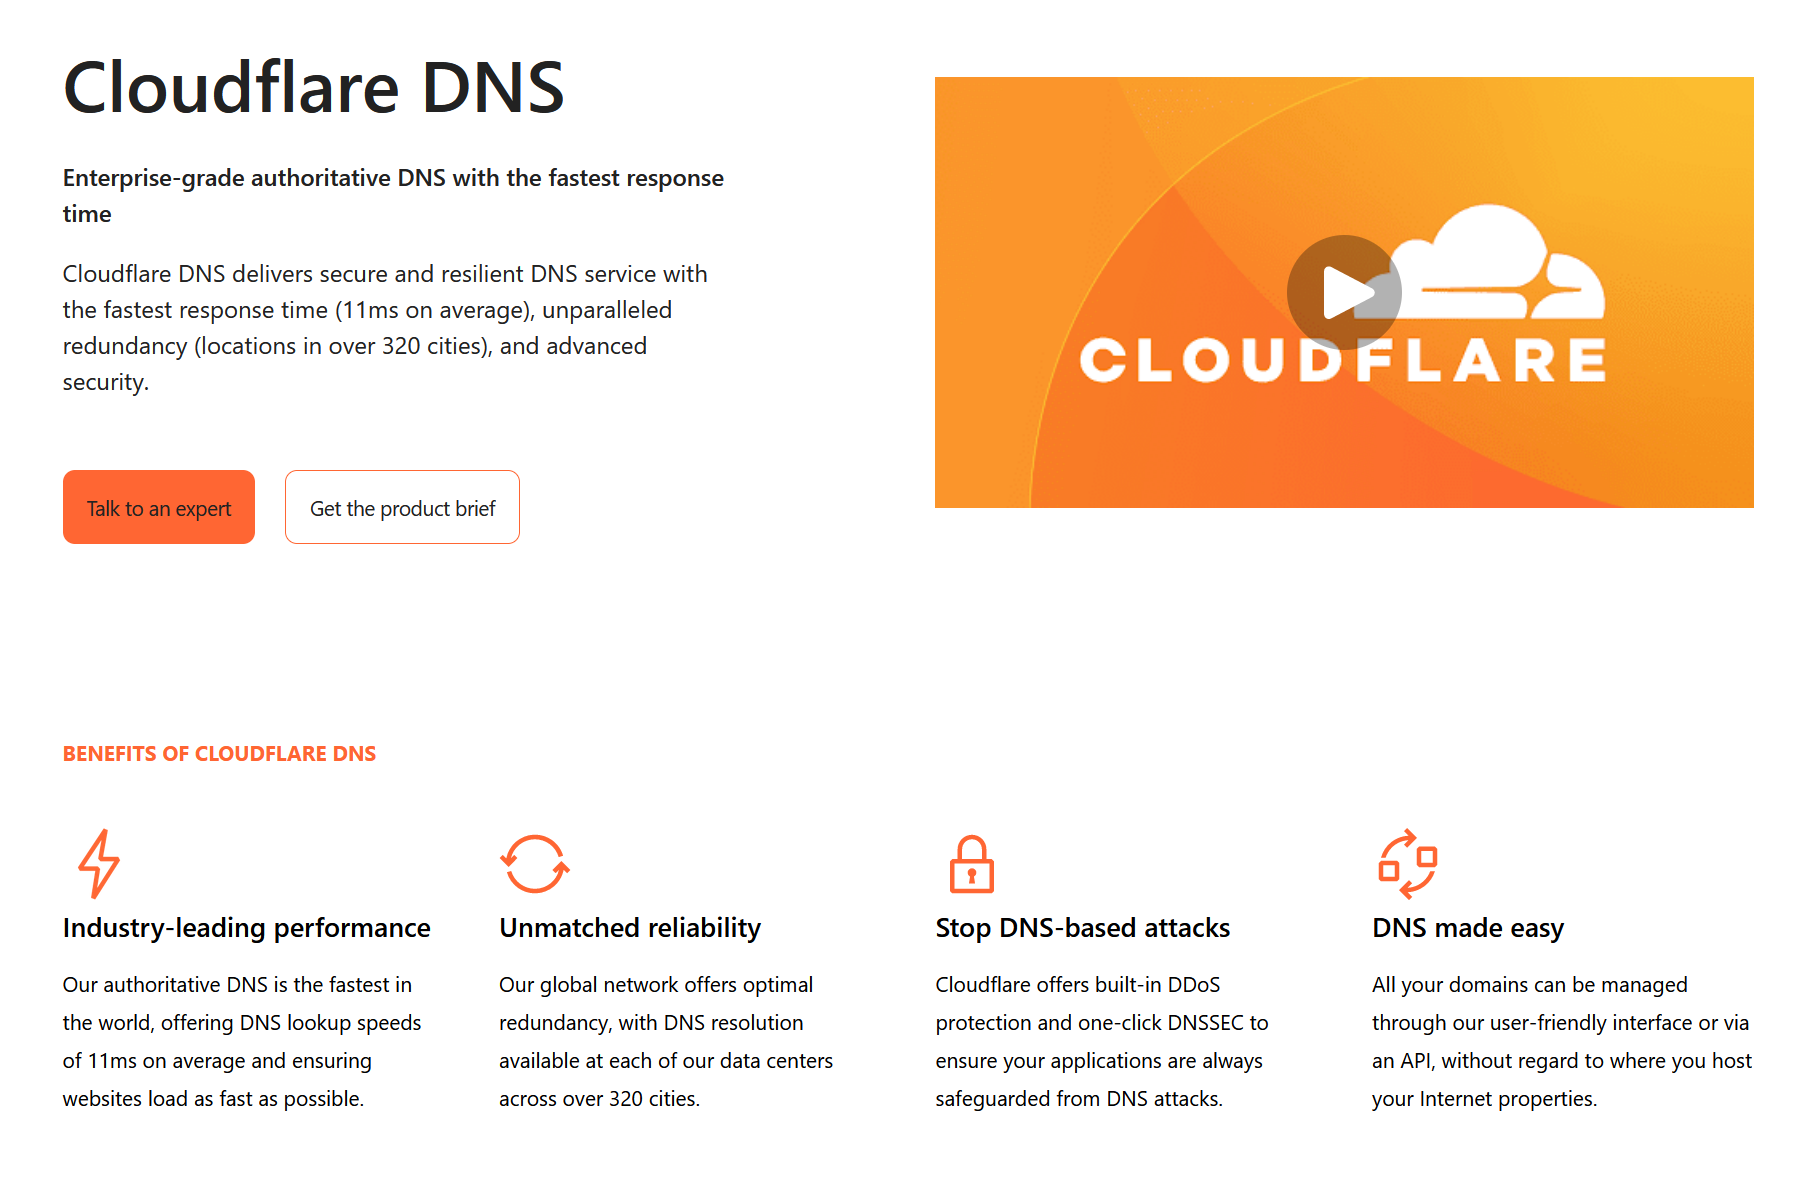 Cloudflare DNS
Enterprise-grade authoritative DNS with the fastest response
time
Cloudflare DNS delivers secure and resilient DNS service with
the fastest response time (11ms on average), unparalleled
redundancy (locations in over 320 cities), and advanced
security.
Talk to an expert
Get the product brief
CLOUDFLARE
BENEFITS OF CLOUDFLARE DNS
Industry-leading performance
Our authoritative DNS is the fastest in
the world, offering DNS lookup speeds
of 11ms on average and ensuring
websites load as fast as possible.
Unmatched reliability
Our global network offers optimal
redundancy, with DNS resolution
available at each of our data centers
across over 320 cities.
Stop DNS-based attacks
Cloudflare offers built-in DDoS
protection and one-click DNSSEC to
ensure your applications are always
safeguarded from DNS attacks.
DNS made easy
All your domains can be managed
through our user-friendly interface or via
an API, without regard to where you host
your Internet properties.